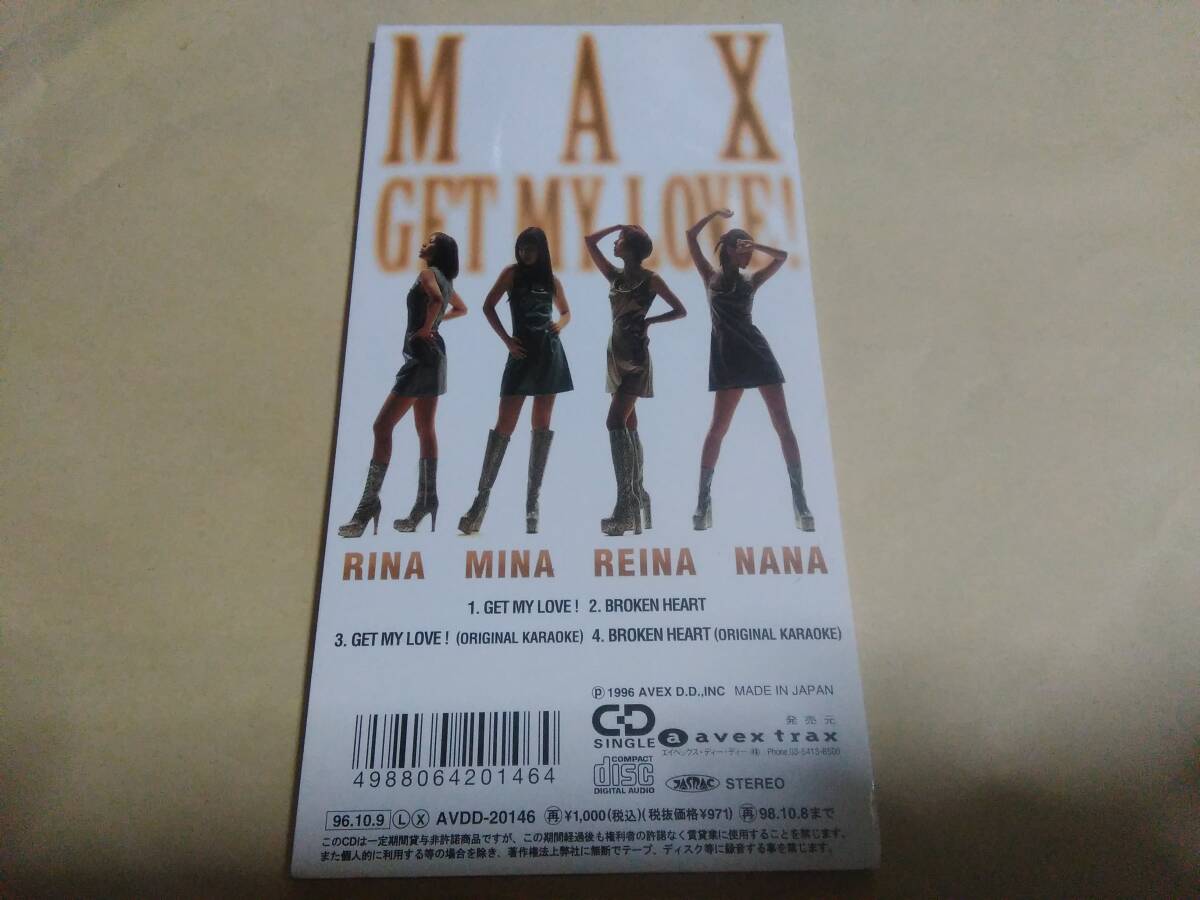 MAX
GET MY LOVE!
RINA MINA REINA NANA
1. GET MY LOVE! 2. BROKEN HEART
3. GET MY LOVE! (ORIGINAL KARAOKE) 4. BROKEN HEART (ORIGINAL KARAOKE)
Ⓟ1996 AVEX D.D.,INC MADE IN JAPAN
発売元
CD SINGLE
a avex trax
エイベックス・ディー・ディー(株) Phone 03-5413-8500
COMPACT disc DIGITAL AUDIO
JASRAC STEREO
4988064201464
96.10.9 Ⓛ Ⓧ AVDD-20146 再¥1,000(税込)(税抜価格¥971) 再98.10.8まで
このCDは一定期間貸与非許諾商品ですが、この期間経過後も権利者の許諾なく賃貸業に使用することを禁じます。
また個人的に利用する等の場合を除き、著作権法上弊社に無断でテープ、ディスク等に録音する事を禁じます。